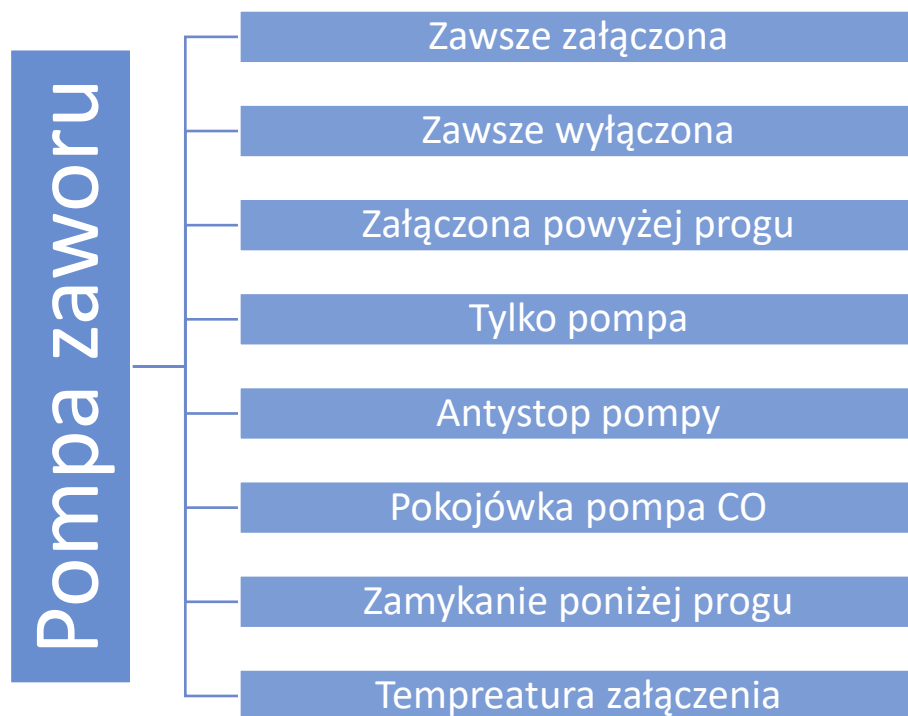 Pompa zaworu
Zawsze załączona
Zawsze wyłączona
Załączona powyżej progu
Tylko pompa
Antystop pompy
Pokojówka pompa CO
Zamykanie poniżej progu
Tempreatura załączenia